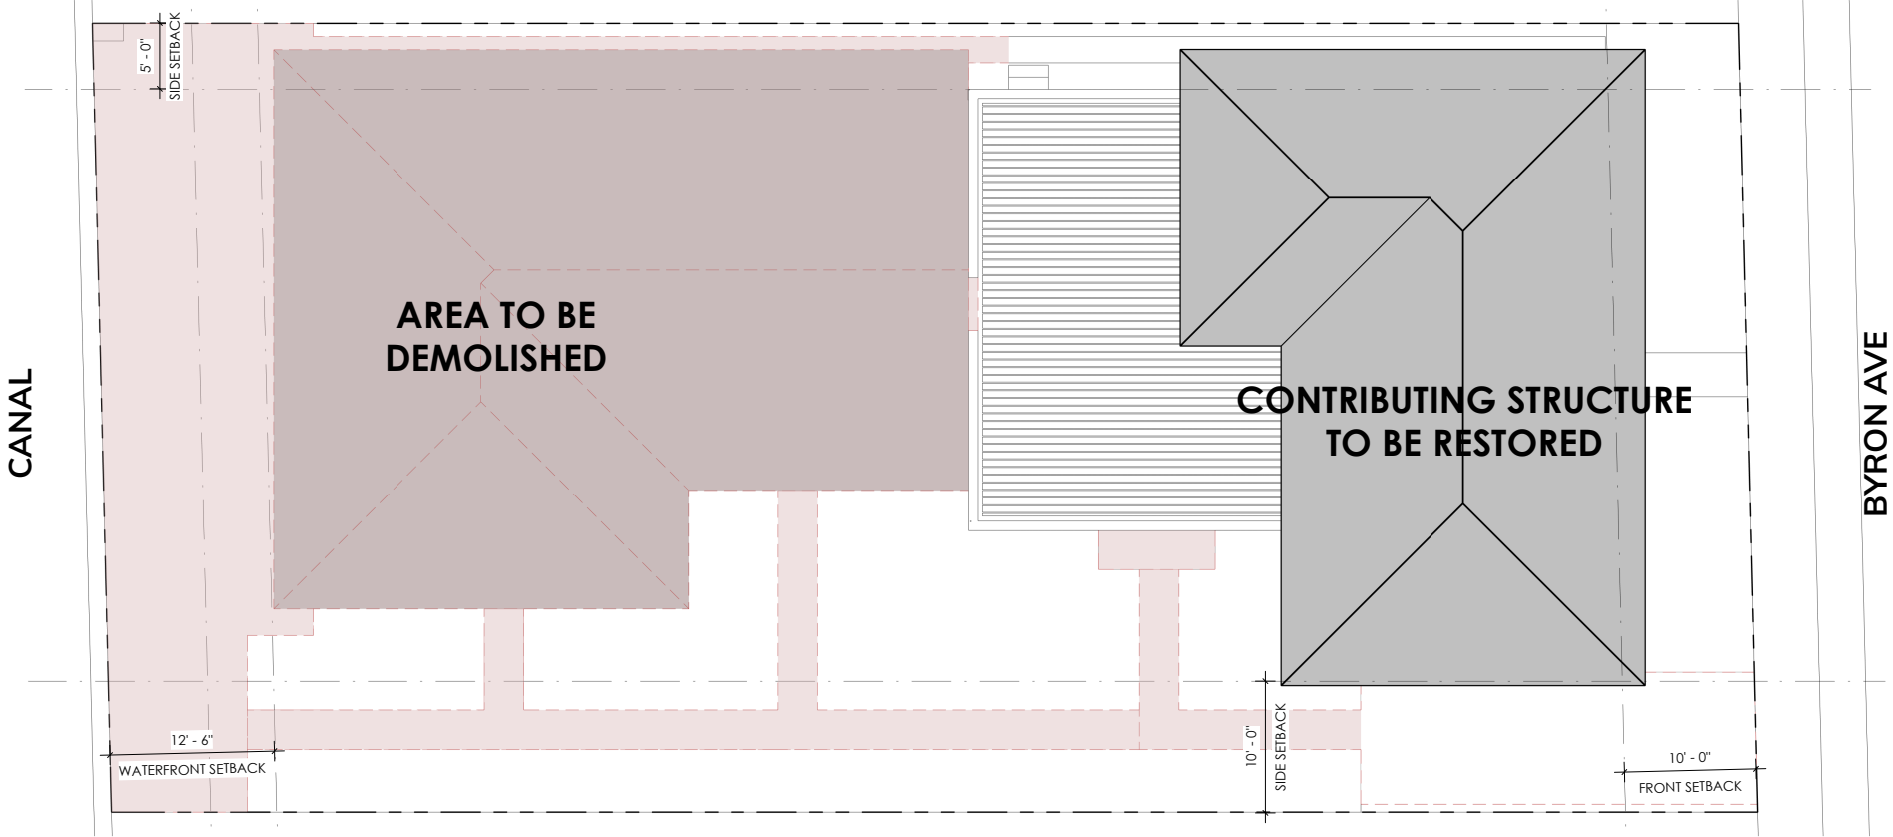 5' - 0"
SIDE SETBACK
AREA TO BE
DEMOLISHED
CANAL
CONTRIBUTING STRUCTURE
TO BE RESTORED
BYRON AVE
12' - 6"
WATERFRONT SETBACK
10' - 0"
SIDE SETBACK
10' - 0"
FRONT SETBACK